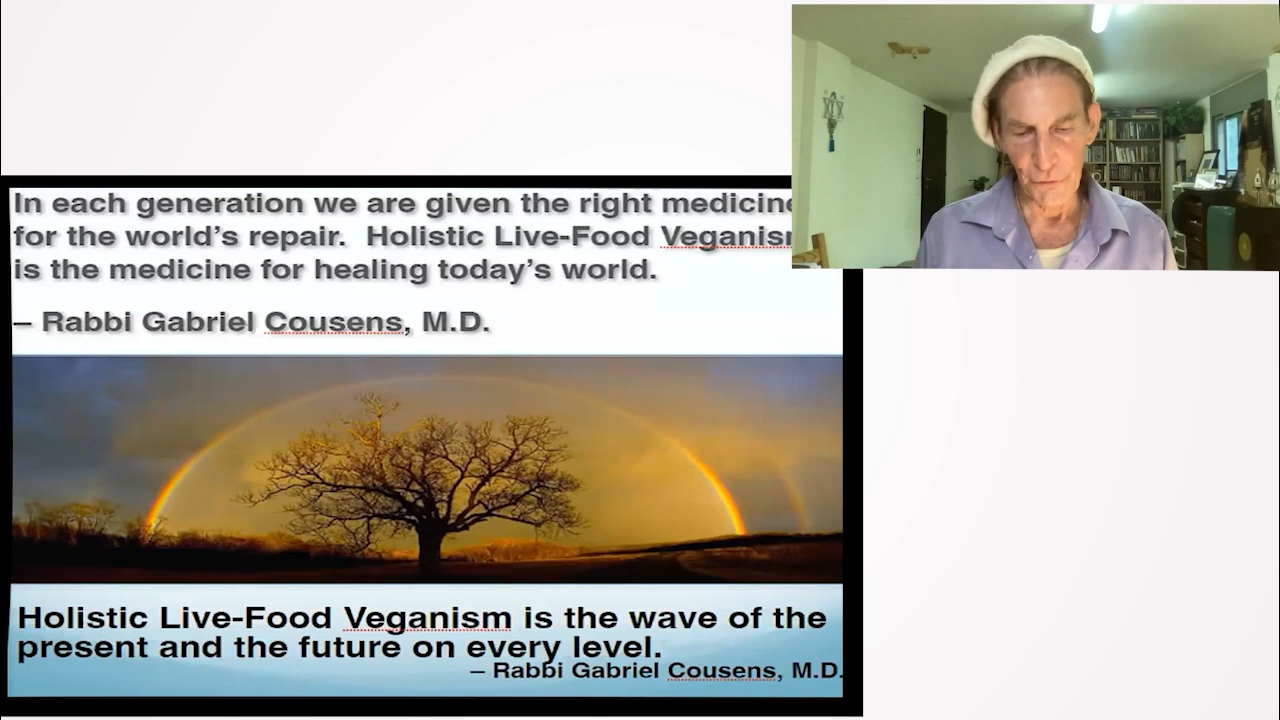 In each generation we are given the right medicine
for the world's repair. Holistic Live-Food Veganism
is the medicine for healing today's world.
– Rabbi Gabriel Cousens, M.D.
Holistic Live-Food Veganism is the wave of the
present and the future on every level.
– Rabbi Gabriel Cousens, M.D.